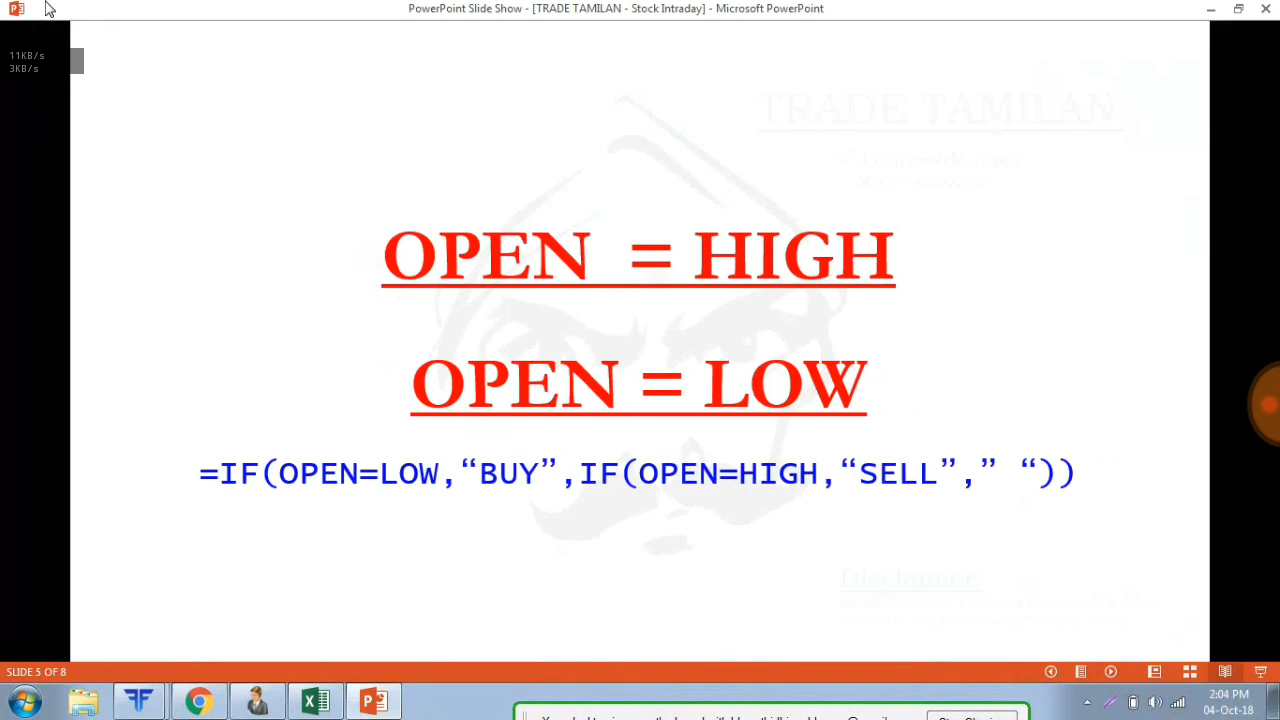 PowerPoint Slide Show - [TRADE TAMILAN - Stock Intraday] - Microsoft PowerPoint
11KB/s
3KB/s
TRADE TAMILAN
OPEN = HIGH
OPEN = LOW
=IF(OPEN=LOW,“BUY”,IF(OPEN=HIGH,“SELL”,” “))
Disclaimer
SLIDE 5 OF 8
2:04 PM
04-Oct-18